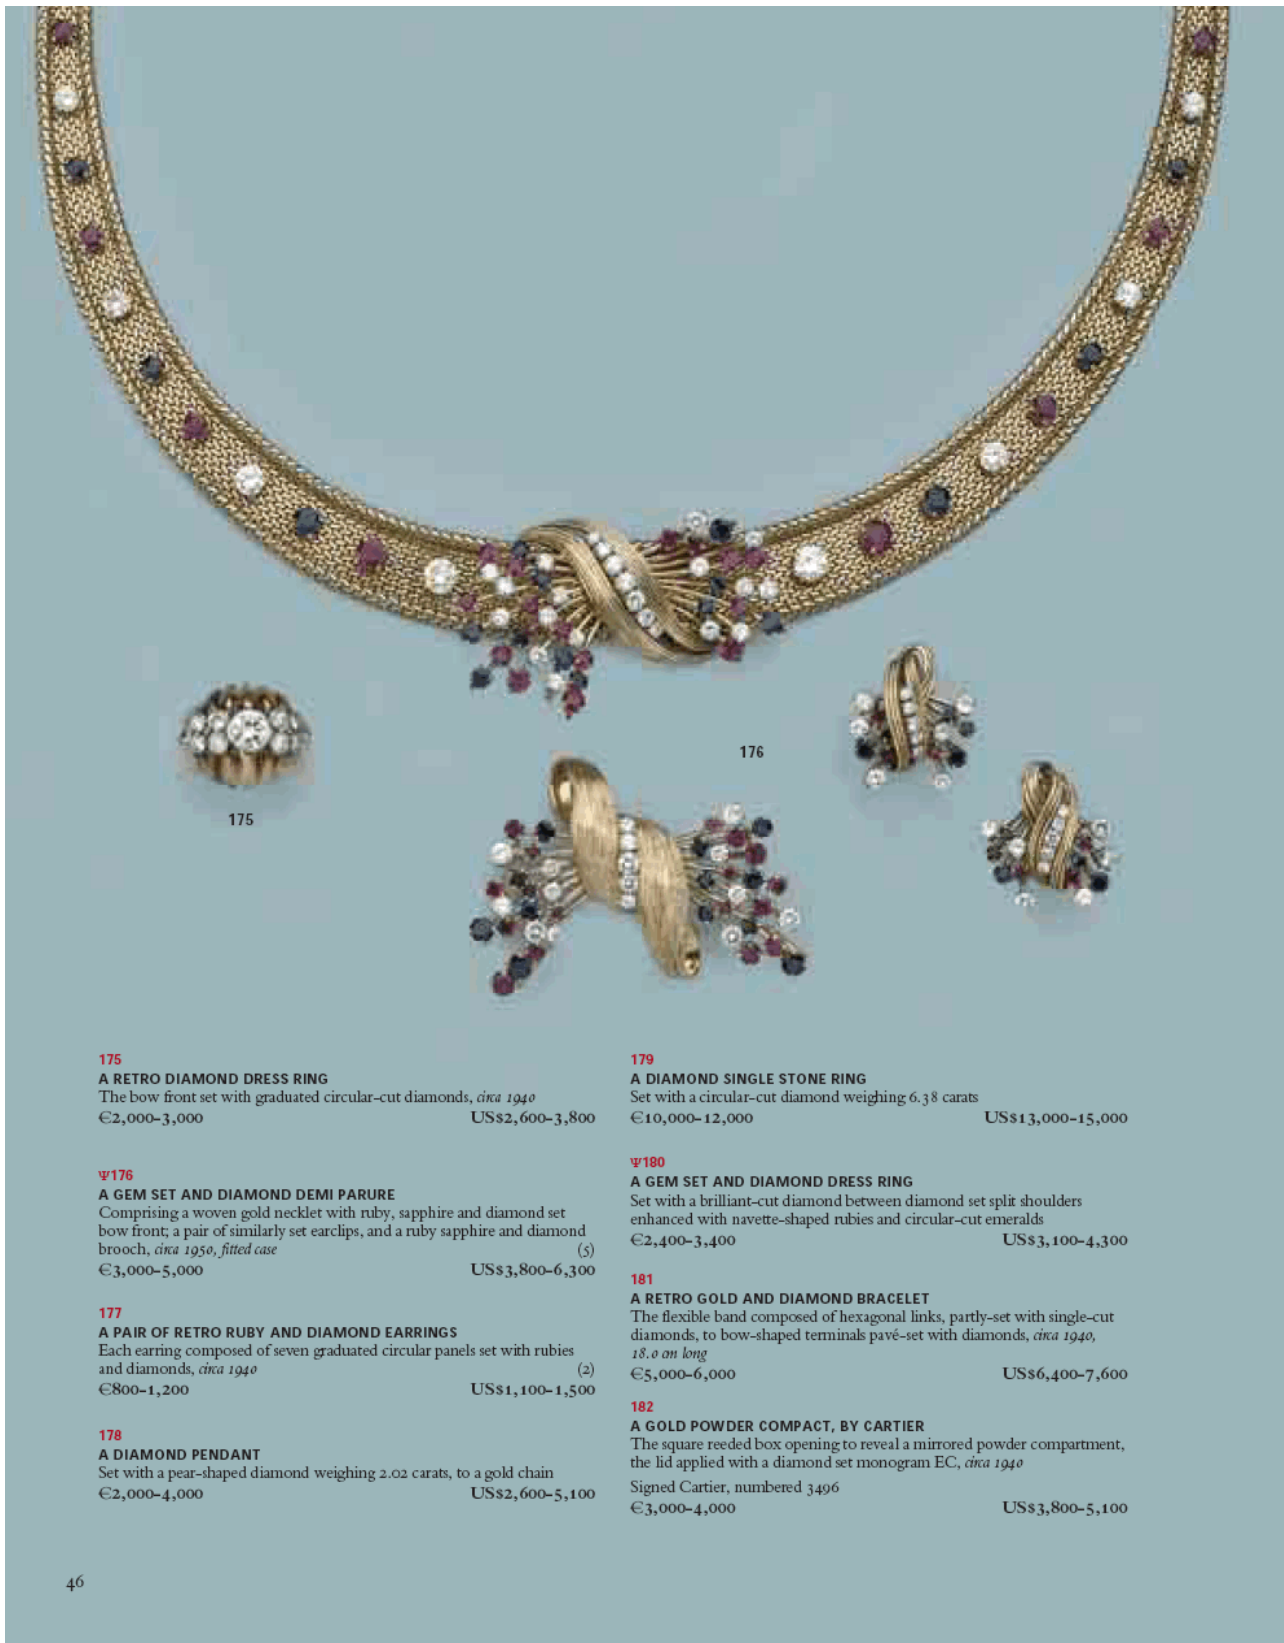 176
175
175
A RETRO DIAMOND DRESS RING
The bow front set with graduated circular-cut diamonds, circa 1940
€2,000-3,000 US$2,600-3,800
Ψ176
A GEM SET AND DIAMOND DEMI PARURE
Comprising a woven gold necklet with ruby, sapphire and diamond set
bow front; a pair of similarly set earclips, and a ruby sapphire and diamond
brooch, circa 1950, fitted case (5)
€3,000-5,000 US$3,800-6,300
177
A PAIR OF RETRO RUBY AND DIAMOND EARRINGS
Each earring composed of seven graduated circular panels set with rubies
and diamonds, circa 1940 (2)
€800-1,200 US$1,100-1,500
178
A DIAMOND PENDANT
Set with a pear-shaped diamond weighing 2.02 carats, to a gold chain
€2,000-4,000 US$2,600-5,100
179
A DIAMOND SINGLE STONE RING
Set with a circular-cut diamond weighing 6.38 carats
€10,000-12,000 US$13,000-15,000
Ψ180
A GEM SET AND DIAMOND DRESS RING
Set with a brilliant-cut diamond between diamond set split shoulders
enhanced with navette-shaped rubies and circular-cut emeralds
€2,400-3,400 US$3,100-4,300
181
A RETRO GOLD AND DIAMOND BRACELET
The flexible band composed of hexagonal links, partly-set with single-cut
diamonds, to bow-shaped terminals pavé-set with diamonds, circa 1940,
18.0 cm long
€5,000-6,000 US$6,400-7,600
182
A GOLD POWDER COMPACT, BY CARTIER
The square reeded box opening to reveal a mirrored powder compartment,
the lid applied with a diamond set monogram EC, circa 1940
Signed Cartier, numbered 3496
€3,000-4,000 US$3,800-5,100
46